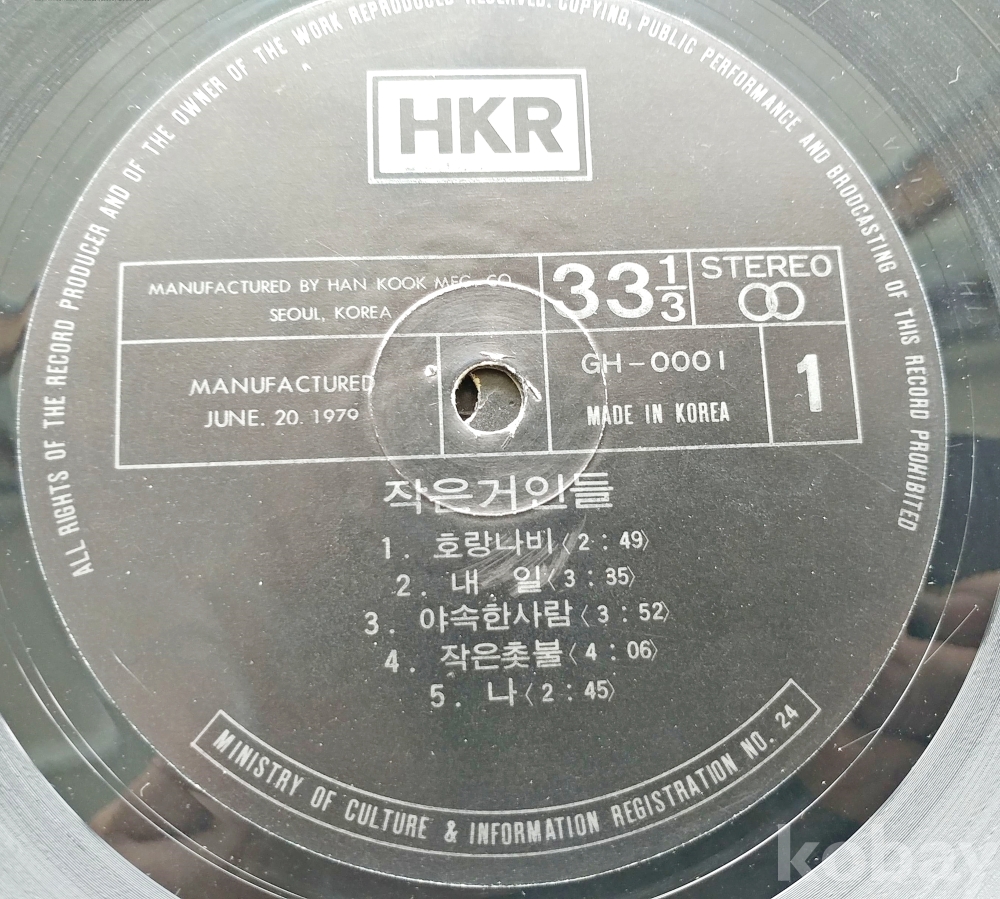 ALL RIGHTS OF THE RECORD PRODUCER AND OF THE OWNER OF THE WORK REPRODUCED RESERVED. COPYING, PUBLIC PERFORMANCE AND BRODCASTING OF THIS RECORD PROHIBITED
HKR
MANUFACTURED BY HAN KOOK MFG. CO.
SEOUL, KOREA
33 1/3
STEREO
MANUFACTURED
JUNE. 20. 1979
GH-0001
MADE IN KOREA
1
작은거인들
1. 호랑나비〈2 : 49〉
2. 내 일〈3 : 35〉
3. 야속한사람〈3 : 52〉
4. 작은촛불〈4 : 06〉
5. 나〈2 : 45〉
MINISTRY OF CULTURE & INFORMATION REGISTRATION NO. 24
kobay